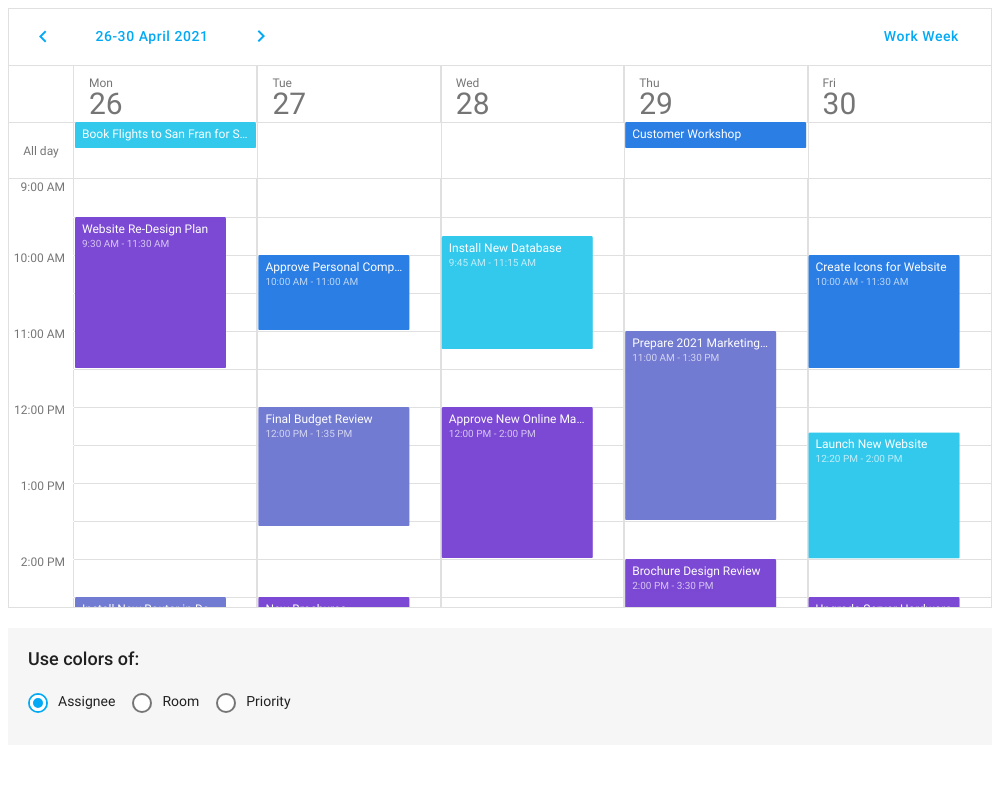 26-30 April 2021
Work Week
Mon
26
Tue
27
Wed
28
Thu
29
Fri
30
All day
Book Flights to San Fran for S...
Customer Workshop
9:00 AM
10:00 AM
11:00 AM
12:00 PM
1:00 PM
2:00 PM
Website Re-Design Plan
9:30 AM - 11:30 AM
Approve Personal Comp...
10:00 AM - 11:00 AM
Final Budget Review
12:00 PM - 1:35 PM
Install New Database
9:45 AM - 11:15 AM
Approve New Online Ma...
12:00 PM - 2:00 PM
Prepare 2021 Marketing...
11:00 AM - 1:30 PM
Brochure Design Review
2:00 PM - 3:30 PM
Create Icons for Website
10:00 AM - 11:30 AM
Launch New Website
12:20 PM - 2:00 PM
Use colors of:
Assignee
Room
Priority